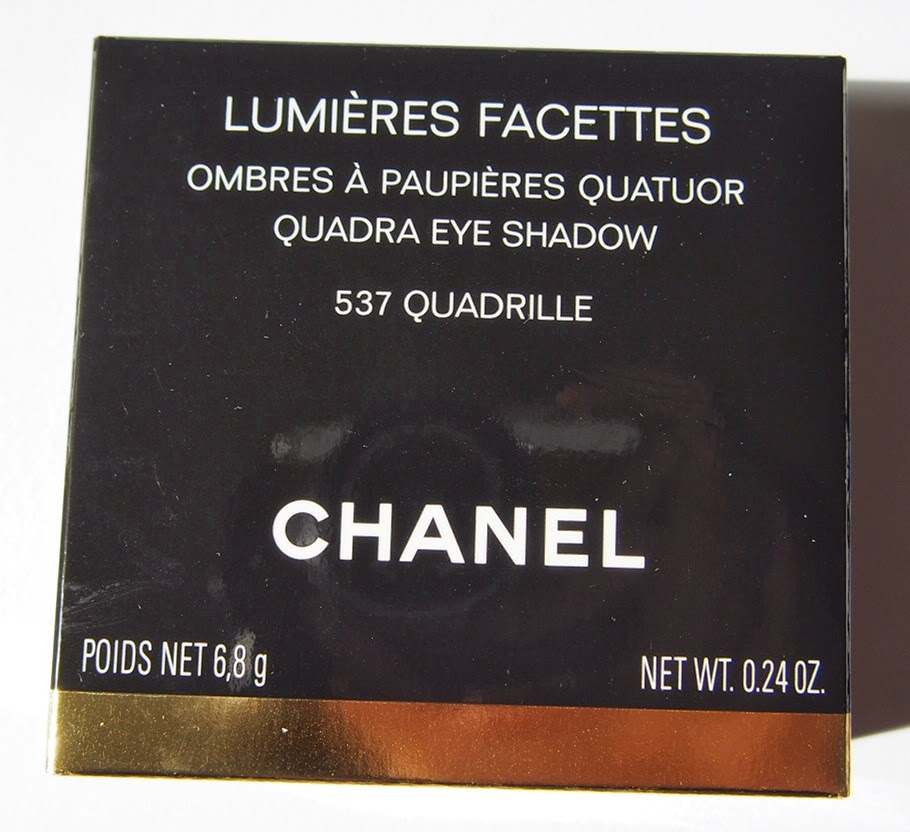 LUMIÈRES FACETTES
OMBRES À PAUPIÈRES QUATUOR
QUADRA EYE SHADOW
537 QUADRILLE
CHANEL
POIDS NET 6,8 g
NET WT. 0.24 OZ.